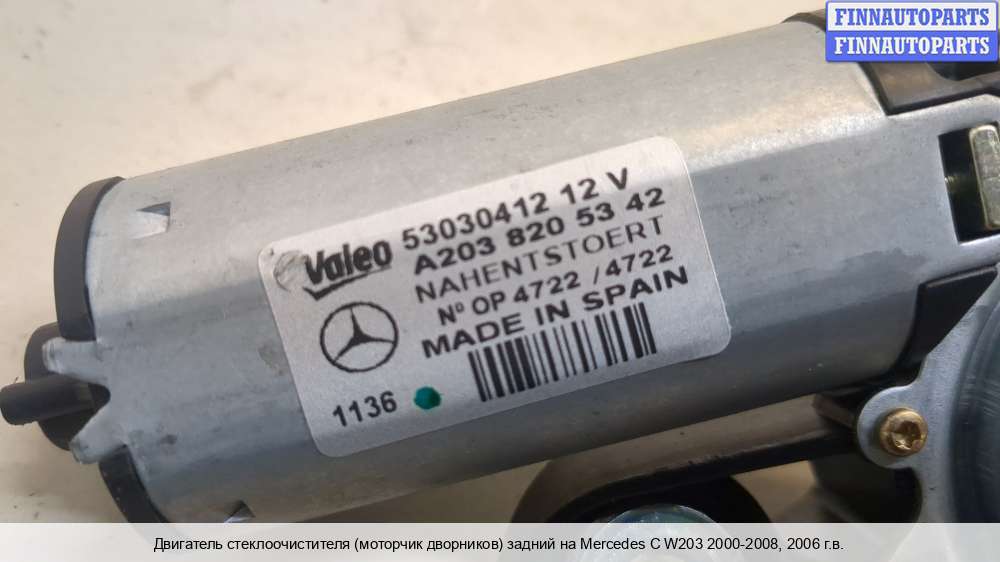 FINNAUTOPARTS
FINNAUTOPARTS
Valeo 53030412 12 V
A203 820 53 42
NAHENTSTOERT
Nº OP 4722 / 4722
MADE IN SPAIN
1136
Двигатель стеклоочистителя (моторчик дворников) задний на Mercedes C W203 2000-2008, 2006 г.в.